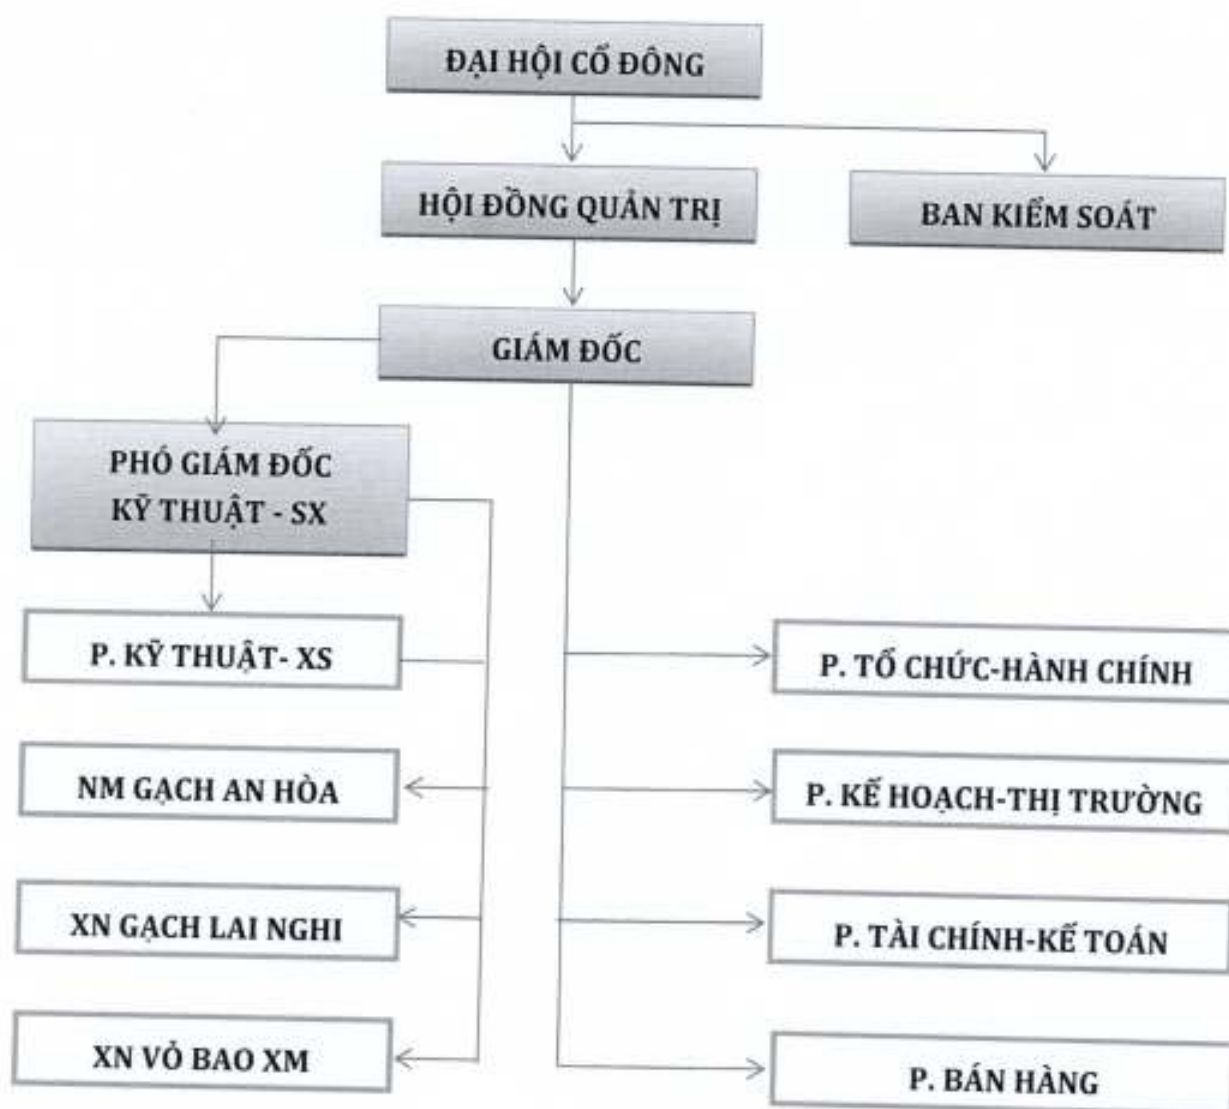 ĐẠI HỘI CỔ ĐÔNG
HỘI ĐỒNG QUẢN TRỊ
BAN KIỂM SOÁT
GIÁM ĐỐC
PHÓ GIÁM ĐỐC
KỸ THUẬT - SX
P. KỸ THUẬT- XS
P. TỔ CHỨC-HÀNH CHÍNH
NM GẠCH AN HÒA
P. KẾ HOẠCH-THỊ TRƯỜNG
XN GẠCH LAI NGHI
P. TÀI CHÍNH-KẾ TOÁN
XN VỎ BAO XM
P. BÁN HÀNG